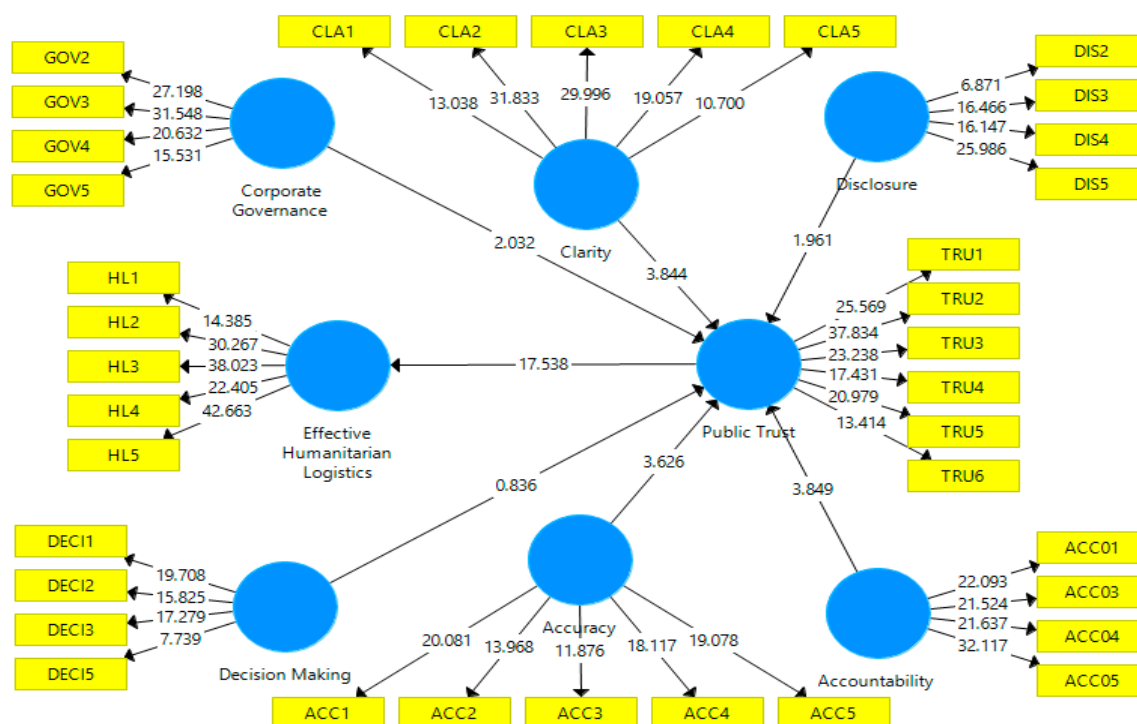 CLA1
CLA2
CLA3
CLA4
CLA5
13.038
31.833
29.996
19.057
10.700
GOV2
GOV3
GOV4
GOV5
27.198
31.548
20.632
15.531
Corporate
Governance
Clarity
DIS2
DIS3
DIS4
DIS5
6.871
16.466
16.147
25.986
Disclosure
2.032
3.844
1.961
HL1
HL2
HL3
HL4
HL5
14.385
30.267
38.023
22.405
42.663
Effective
Humanitarian
Logistics
17.538
Public Trust
TRU1
TRU2
TRU3
TRU4
TRU5
TRU6
25.569
37.834
23.238
17.431
20.979
13.414
0.836
3.626
3.849
DECI1
DECI2
DECI3
DECI5
19.708
15.825
17.279
7.739
Decision Making
Accuracy
20.081
13.968
11.876
18.117
19.078
ACC1
ACC2
ACC3
ACC4
ACC5
Accountability
22.093
21.524
21.637
32.117
ACC01
ACC03
ACC04
ACC05